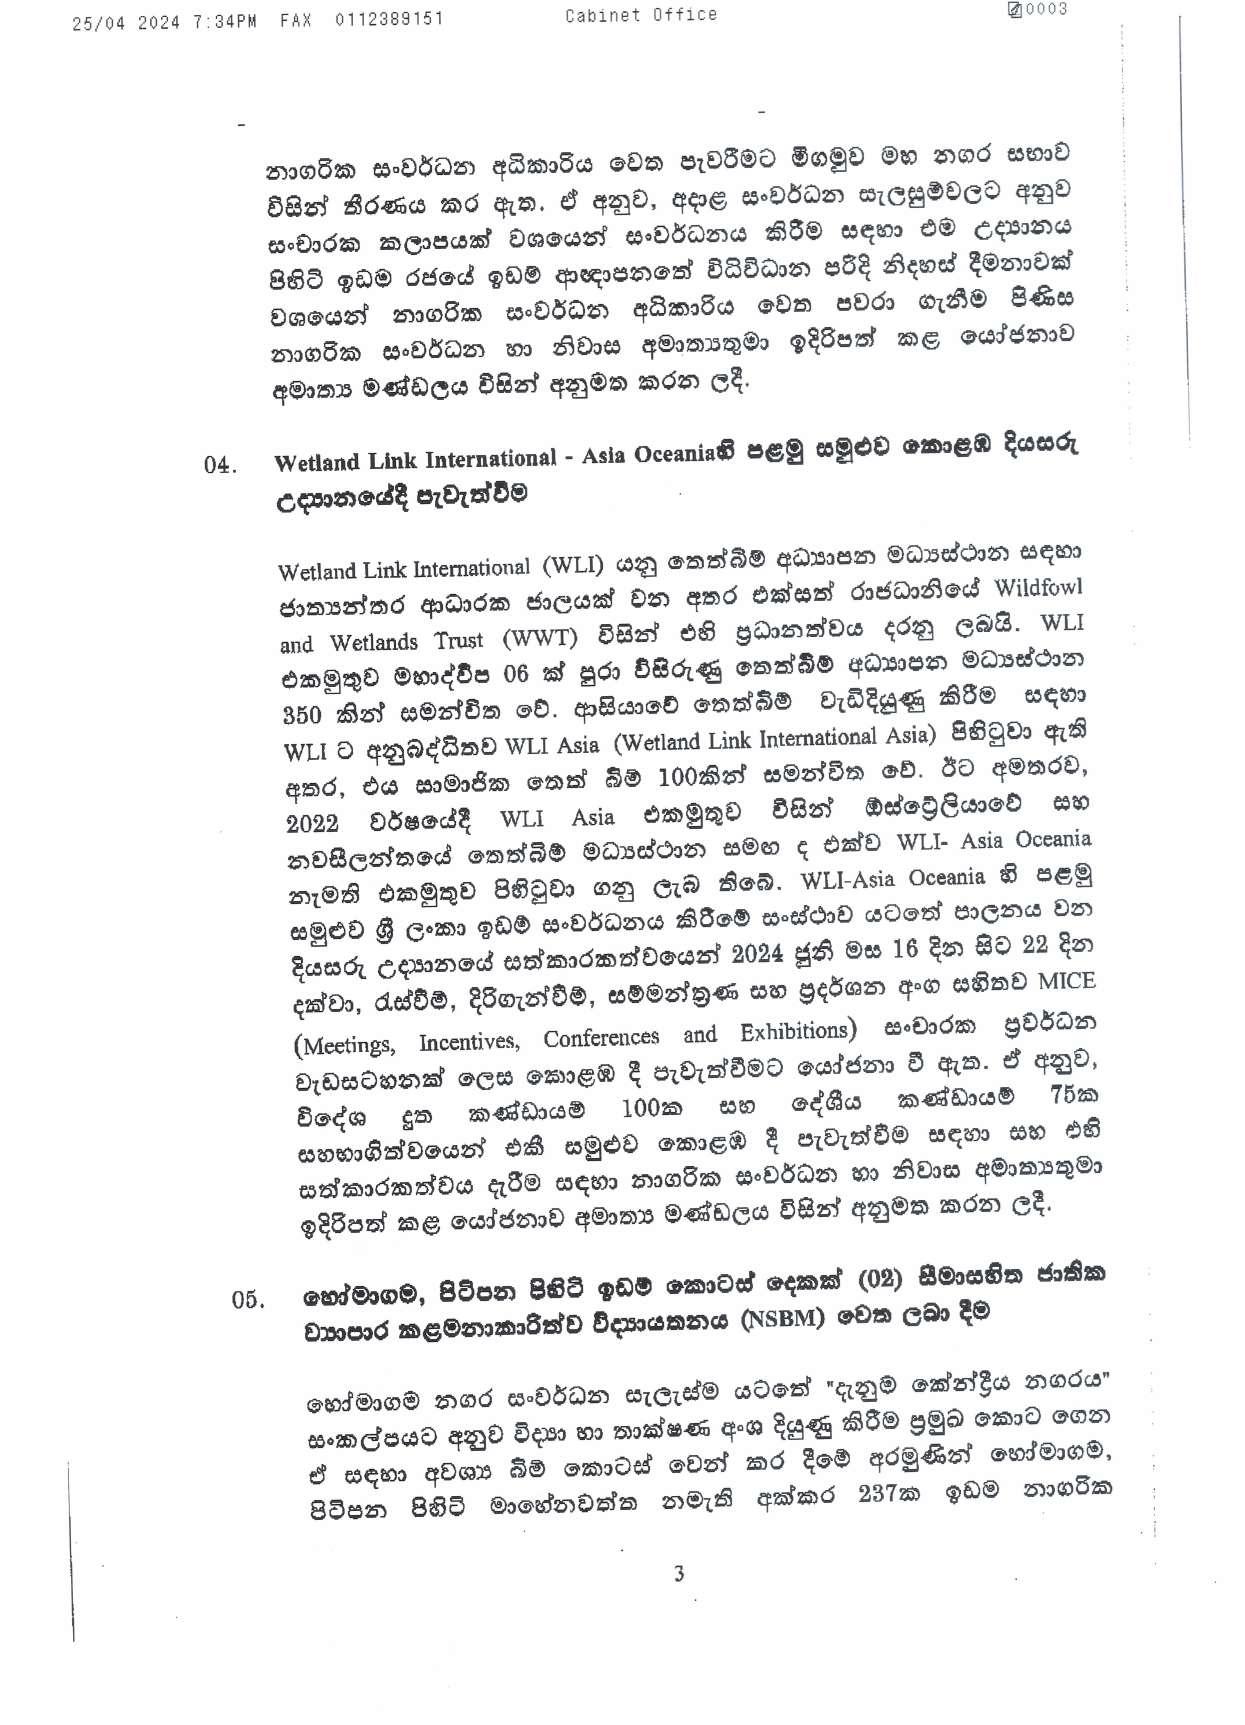 25/04 2024 7:34PM FAX 0112389151 Cabinet Office 0003
නාගරික සංවර්ධන අධිකාරිය වෙත පැවරීමට මීගමුව මහ නගර සභාව
විසින් තීරණය කර ඇත. ඒ අනුව, අදාළ සංවර්ධන සැලසුම්වලට අනුව
සංචාරක කලාපයක් වශයෙන් සංවර්ධනය කිරීම සඳහා එම උද්‍යානය
පිහිටි ඉඩම රජයේ ඉඩම් ආඥාපනතේ විධිවිධාන පරිදි නිදහස් දීමනාවක්
වශයෙන් නාගරික සංවර්ධන අධිකාරිය වෙත පවරා ගැනීම පිණිස
නාගරික සංවර්ධන හා නිවාස අමාත්‍යතුමා ඉදිරිපත් කළ යෝජනාව
අමාත්‍ය මණ්ඩලය විසින් අනුමත කරන ලදී.
04. Wetland Link International - Asia Oceaniaහි පළමු සමුළුව කොළඹ දියසරු
උද්‍යානයේදී පැවැත්වීම
Wetland Link International (WLI) යනු තෙත්බිම් අධ්‍යාපන මධ්‍යස්ථාන සඳහා
ජාත්‍යන්තර ආධාරක ජාලයක් වන අතර එක්සත් රාජධානියේ Wildfowl
and Wetlands Trust (WWT) විසින් එහි ප්‍රධානත්වය දරනු ලබයි. WLI
එකමුතුව මහාද්වීප 06 ක් පුරා විසිරුණු තෙත්බිම් අධ්‍යාපන මධ්‍යස්ථාන
350 කින් සමන්විත වේ. ආසියාවේ තෙත්බිම් වැඩිදියුණු කිරීම සඳහා
WLI ට අනුබද්ධිතව WLI Asia (Wetland Link International Asia) පිහිටුවා ඇති
අතර, එය සාමාජික තෙත් බිම් 100කින් සමන්විත වේ. ඊට අමතරව,
2022 වර්ෂයේදී WLI Asia එකමුතුව විසින් ඕස්ට්‍රේලියාවේ සහ
නවසීලන්තයේ තෙත්බිම් මධ්‍යස්ථාන සමඟ ද එක්ව WLI- Asia Oceania
නැමති එකමුතුව පිහිටුවා ගනු ලැබ තිබේ. WLI-Asia Oceania හි පළමු
සමුළුව ශ්‍රී ලංකා ඉඩම් සංවර්ධනය කිරීමේ සංස්ථාව යටතේ පාලනය වන
දියසරු උද්‍යානයේ සත්කාරකත්වයෙන් 2024 ජූනි මස 16 දින සිට 22 දින
දක්වා, රැස්වීම්, දිරිගැන්වීම්, සම්මන්ත්‍රණ සහ ප්‍රදර්ශන අංග සහිතව MICE
(Meetings, Incentives, Conferences and Exhibitions) සංචාරක ප්‍රවර්ධන
වැඩසටහනක් ලෙස කොළඹ දී පැවැත්වීමට යෝජනා වී ඇත. ඒ අනුව,
විදේශ දූත කණ්ඩායම් 100ක සහ දේශීය කණ්ඩායම් 75ක
සහභාගිත්වයෙන් එකී සමුළුව කොළඹ දී පැවැත්වීම සඳහා සහ එහි
සත්කාරකත්වය දැරීම සඳහා නාගරික සංවර්ධන හා නිවාස අමාත්‍යතුමා
ඉදිරිපත් කළ යෝජනාව අමාත්‍ය මණ්ඩලය විසින් අනුමත කරන ලදී.
05. හෝමාගම, පිටිපන පිහිටි ඉඩම් කොටස් දෙකක් (02) සීමාසහිත ජාතික
ව්‍යාපාර කළමනාකාරිත්ව විද්‍යායතනය (NSBM) වෙත ලබා දීම
හෝමාගම නගර සංවර්ධන සැලැස්ම යටතේ "දැනුම කේන්ද්‍රීය නගරය"
සංකල්පයට අනුව විද්‍යා හා තාක්ෂණ අංශ දියුණු කිරීම ප්‍රමුඛ කොට ගෙන
ඒ සඳහා අවශ්‍ය බිම් කොටස් වෙන් කර දීමේ අරමුණින් හෝමාගම,
පිටිපන පිහිටි මාහේනවත්ත නමැති අක්කර 237ක ඉඩම නාගරික
3